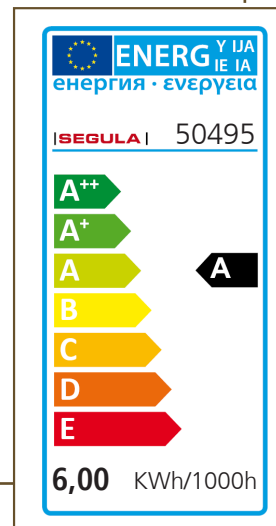 ENERG Y IJA IE IA
енергия · ενεργεια
SEGULA 50495
A++
A+
A A
B
C
D
E
6,00 KWh/1000h